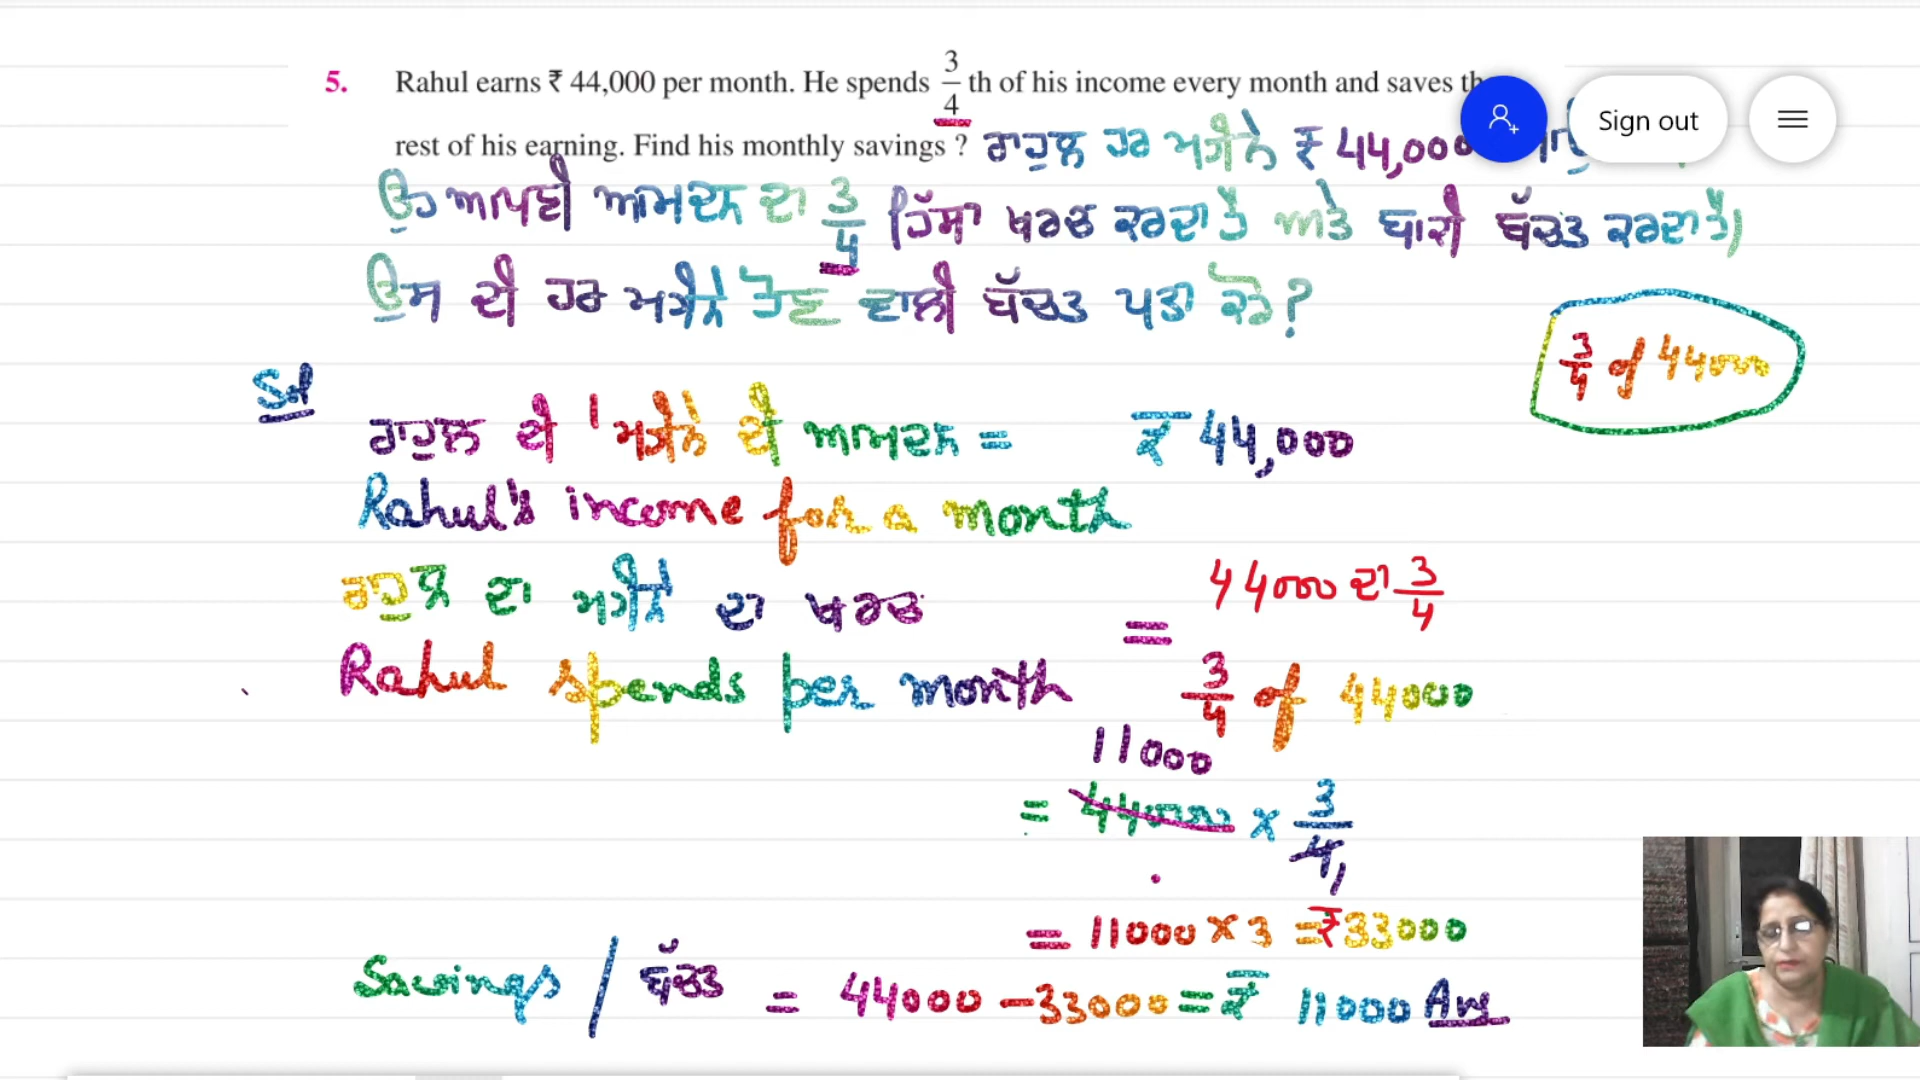 5. Rahul earns ₹ 44,000 per month. He spends 3/4 th of his income every month and saves th
rest of his earning. Find his monthly savings ? ਰਾਹੁਲ ਹਰ ਮਹੀਨੇ ₹ 44,000
Sign out
ਉਹ ਆਪਣੀ ਆਮਦਨ ਦਾ 3/4 ਹਿੱਸਾ ਖਰਚ ਕਰਦਾ ਹੈ ਅਤੇ ਬਾਕੀ ਬੱਚਤ ਕਰਦਾ ਹੈ।
ਉਸ ਦੀ ਹਰ ਮਹੀਨੇ ਹੋਣ ਵਾਲੀ ਬੱਚਤ ਪਤਾ ਕਰੋ?
3/4 of 44000
Sol
ਰਾਹੁਲ ਦੀ 1 ਮਹੀਨੇ ਦੀ ਆਮਦਨ = ₹ 44,000
Rahul's income for a month
ਰਾਹੁਲ ਦਾ ਮਹੀਨੇ ਦਾ ਖਰਚ = 44000 ਦਾ 3/4
Rahul spends per month 3/4 of 44000
11000
= 44000 × 3/4 1
= 11000 × 3 = ₹33000
Savings / ਬੱਚਤ = 44000 - 33000 = ₹ 11000 Ans